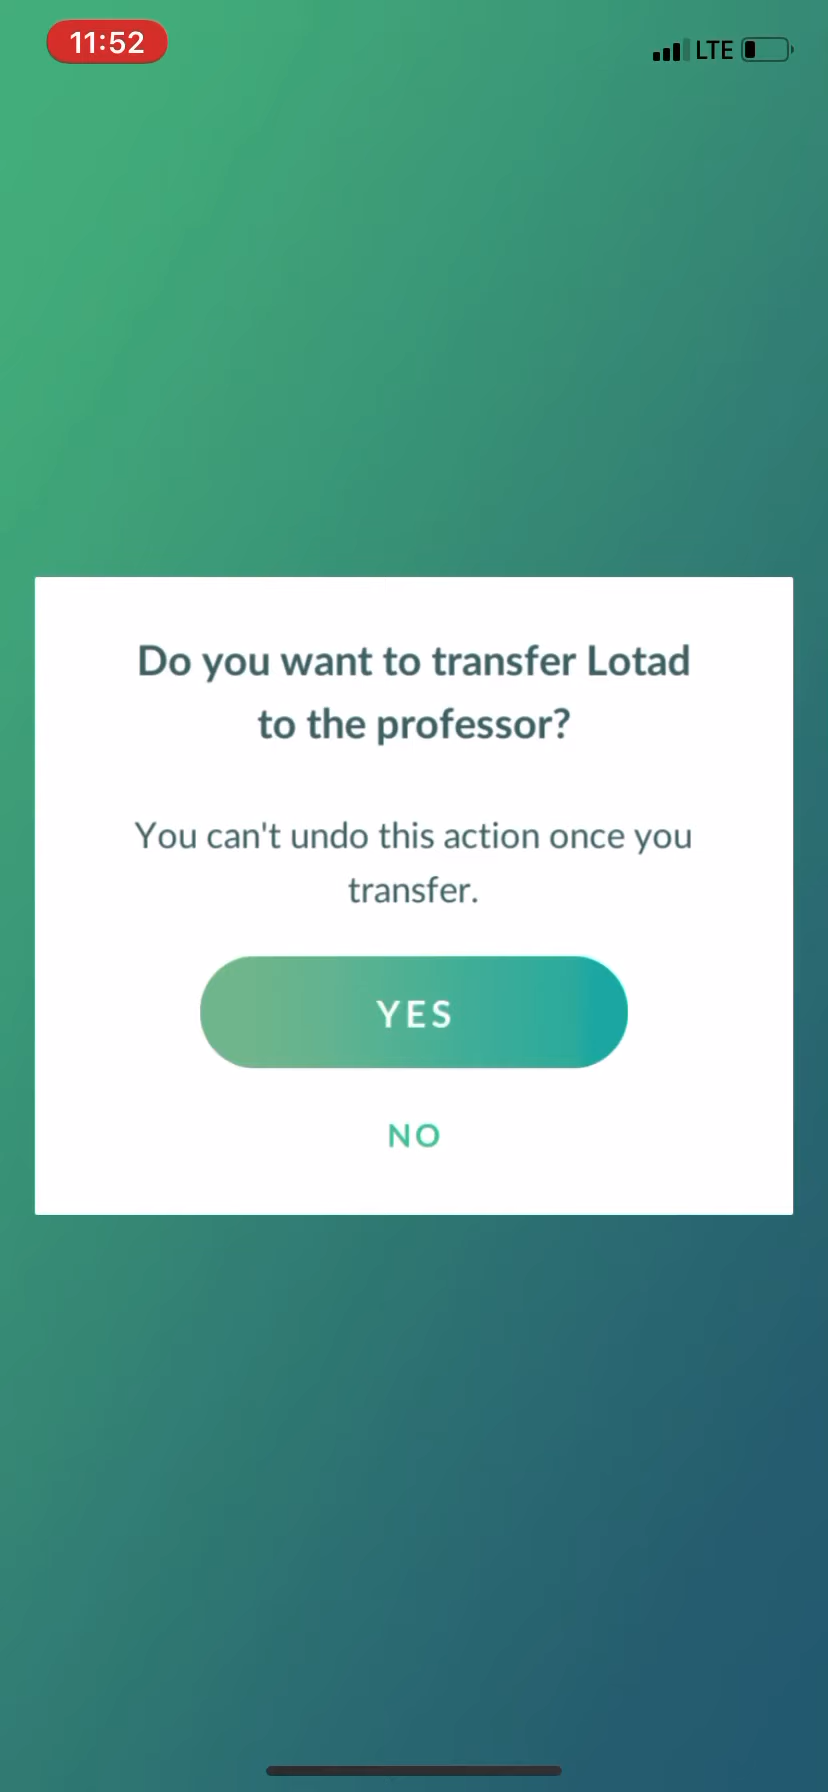 11:52
LTE
Do you want to transfer Lotad
to the professor?
You can't undo this action once you
transfer.
YES
NO